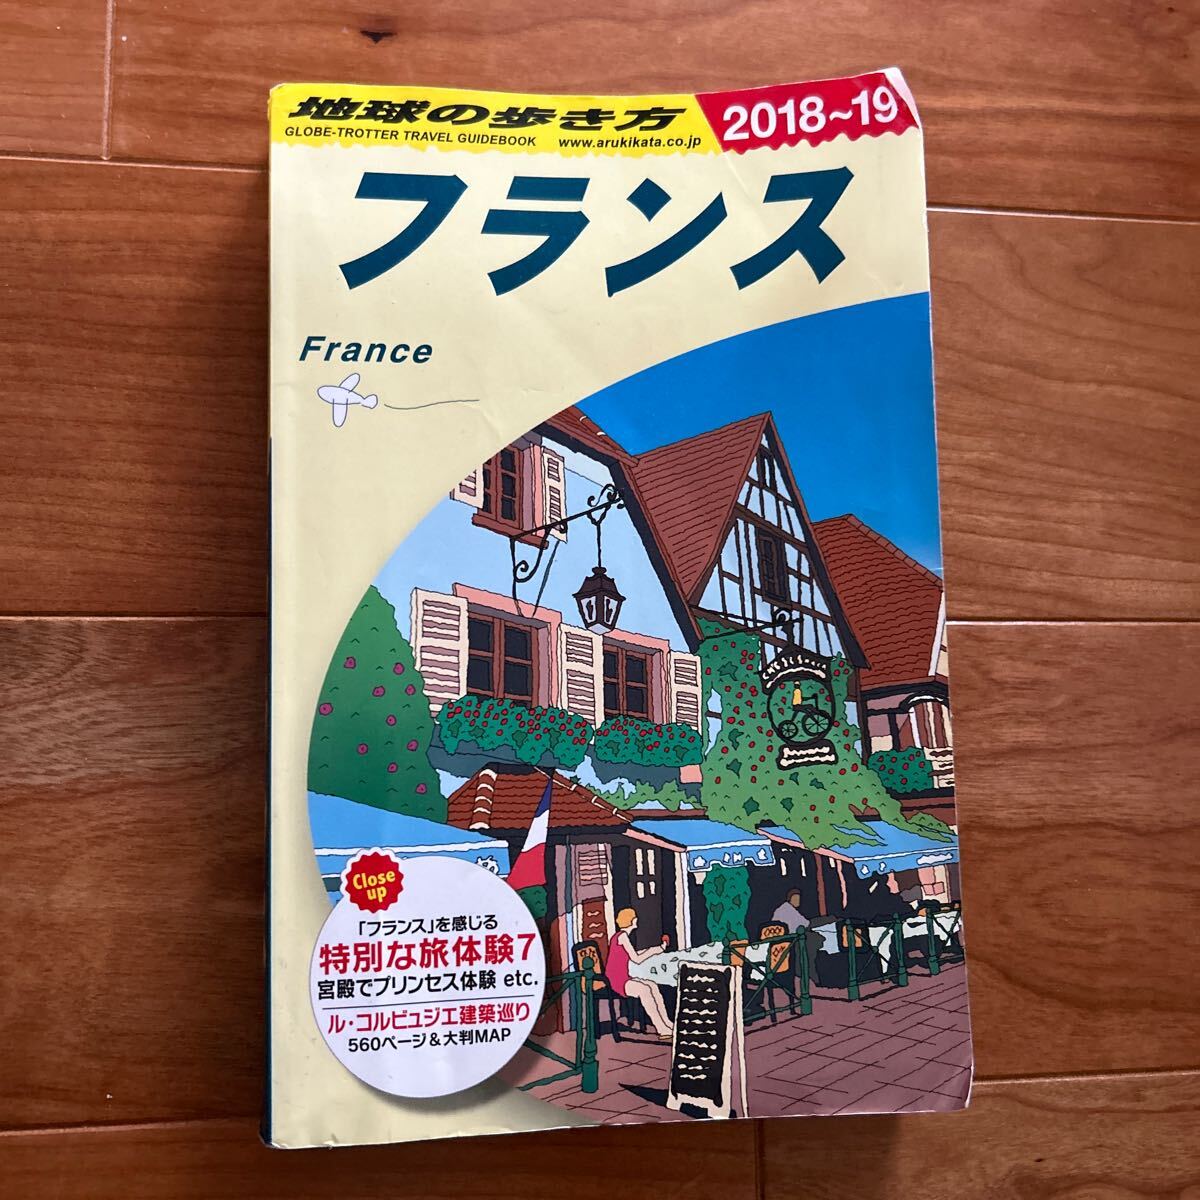 地球の歩き方
2018~19
GLOBE-TROTTER TRAVEL GUIDEBOOK www.arukikata.co.jp
フランス
France
Close up
「フランス」を感じる
特別な旅体験7
宮殿でプリンセス体験 etc.
ル・コルビュジエ建築巡り
560ページ&大判MAP